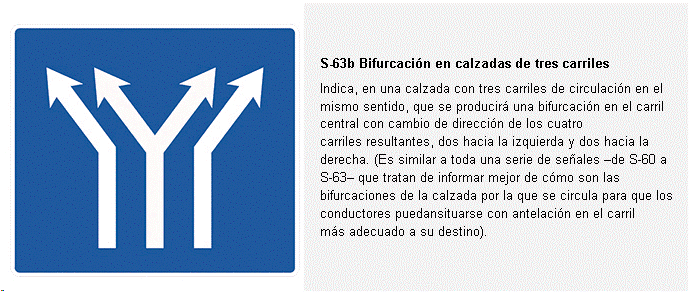 S-63b Bifurcación en calzadas de tres carriles
Indica, en una calzada con tres carriles de circulación en el
mismo sentido, que se producirá una bifurcación en el carril
central con cambio de dirección de los cuatro
carriles resultantes, dos hacia la izquierda y dos hacia la
derecha. (Es similar a toda una serie de señales –de S-60 a
S-63– que tratan de informar mejor de cómo son las
bifurcaciones de la calzada por la que se circula para que los
conductores puedansituarse con antelación en el carril
más adecuado a su destino).